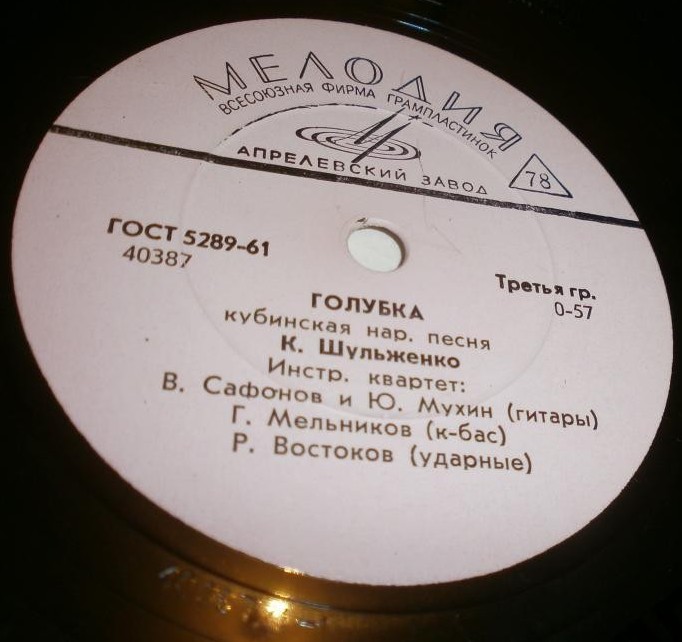 МЕЛОДИЯ
ВСЕСОЮЗНАЯ ФИРМА ГРАМПЛАСТИНОК
АПРЕЛЕВСКИЙ ЗАВОД
78
ГОСТ 5289-61
40387
Третья гр.
0-57
ГОЛУБКА
кубинская нар. песня
К. Шульженко
Инстр. квартет:
В. Сафонов и Ю. Мухин (гитары)
Г. Мельников (к-бас)
Р. Востоков (ударные)